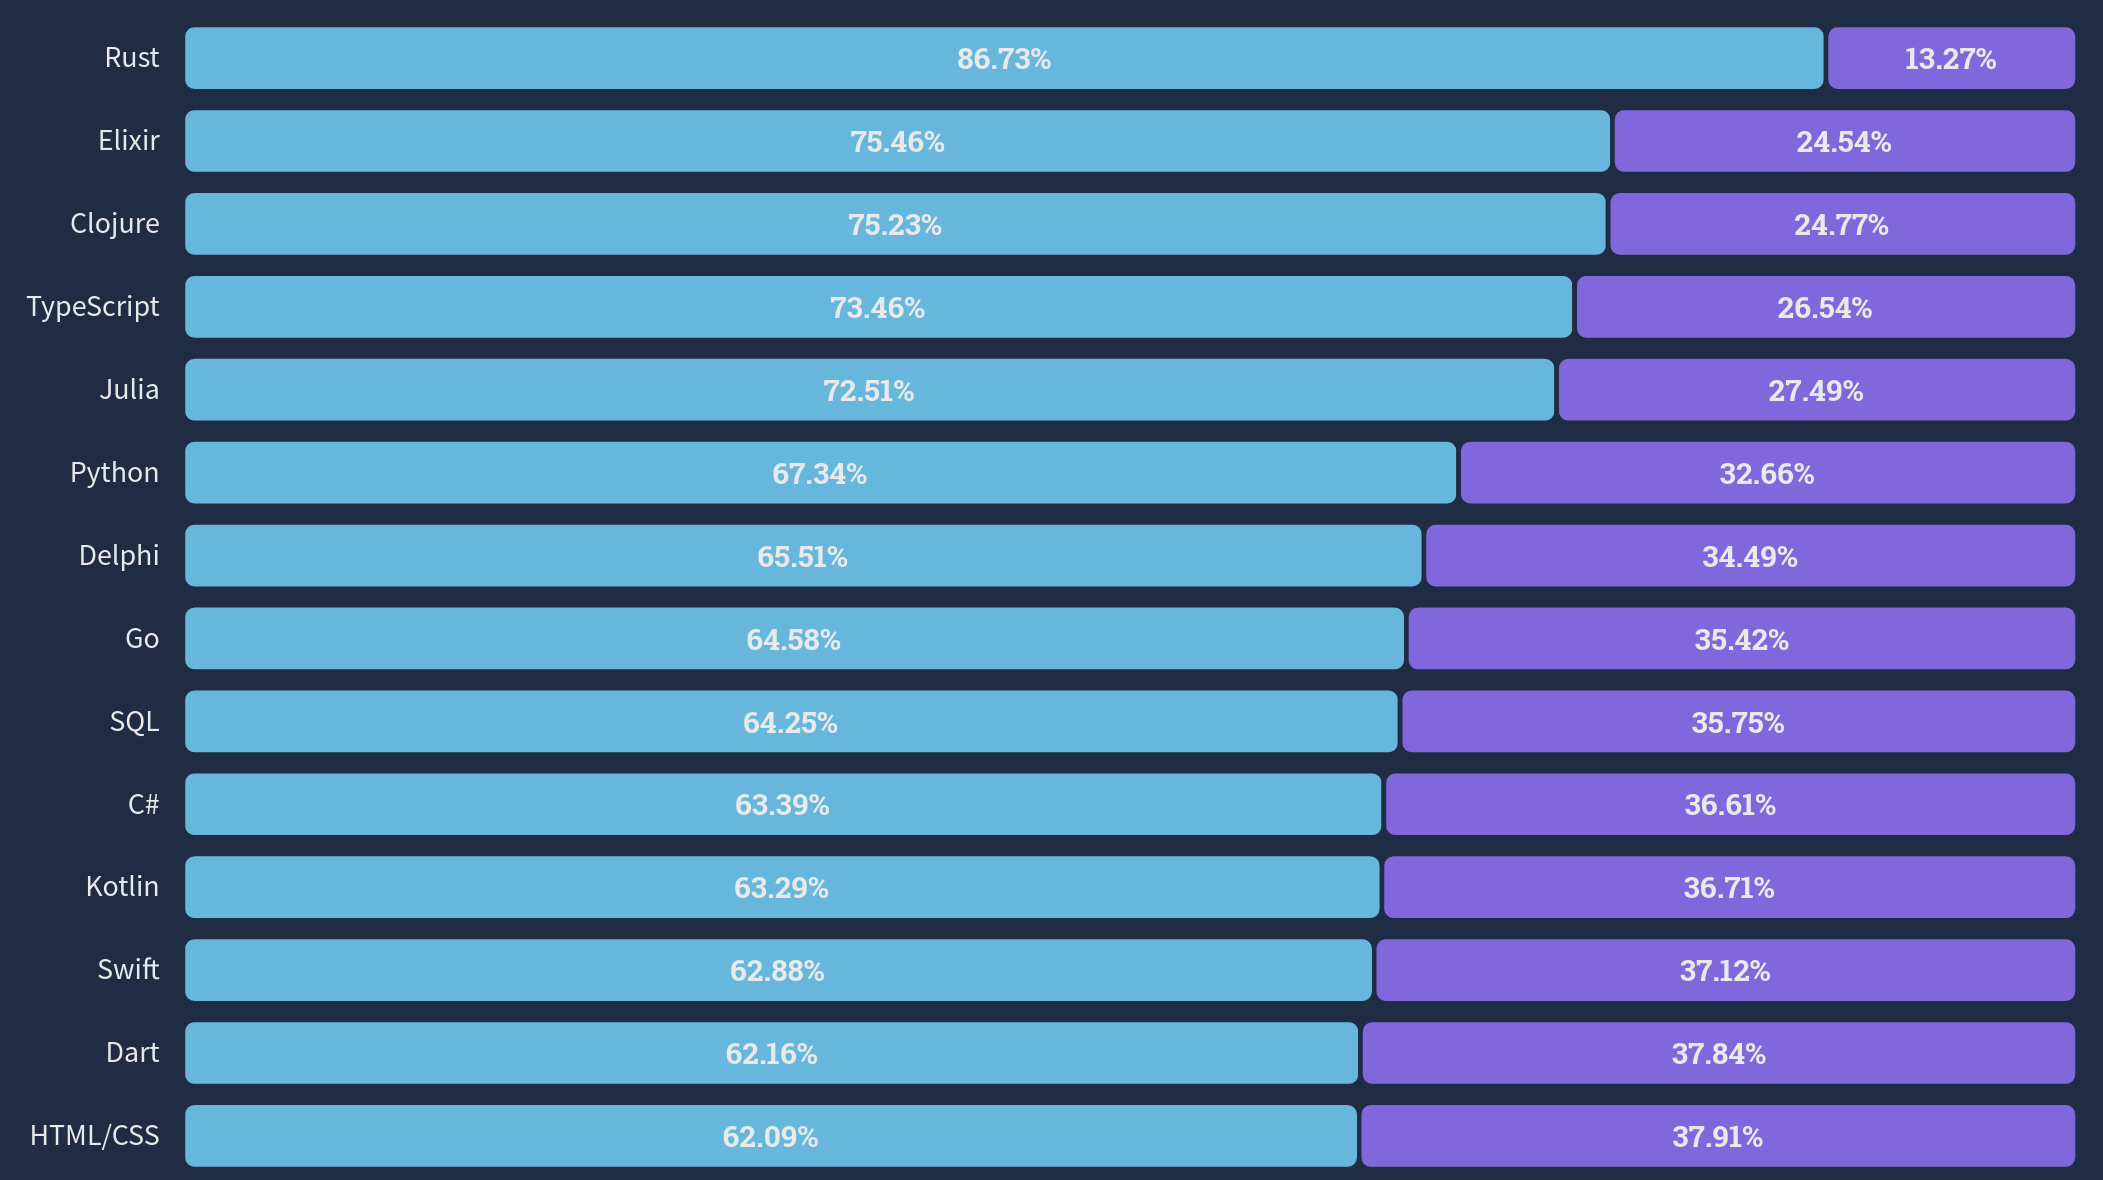 Rust 86.73% 13.27%
Elixir 75.46% 24.54%
Clojure 75.23% 24.77%
TypeScript 73.46% 26.54%
Julia 72.51% 27.49%
Python 67.34% 32.66%
Delphi 65.51% 34.49%
Go 64.58% 35.42%
SQL 64.25% 35.75%
C# 63.39% 36.61%
Kotlin 63.29% 36.71%
Swift 62.88% 37.12%
Dart 62.16% 37.84%
HTML/CSS 62.09% 37.91%